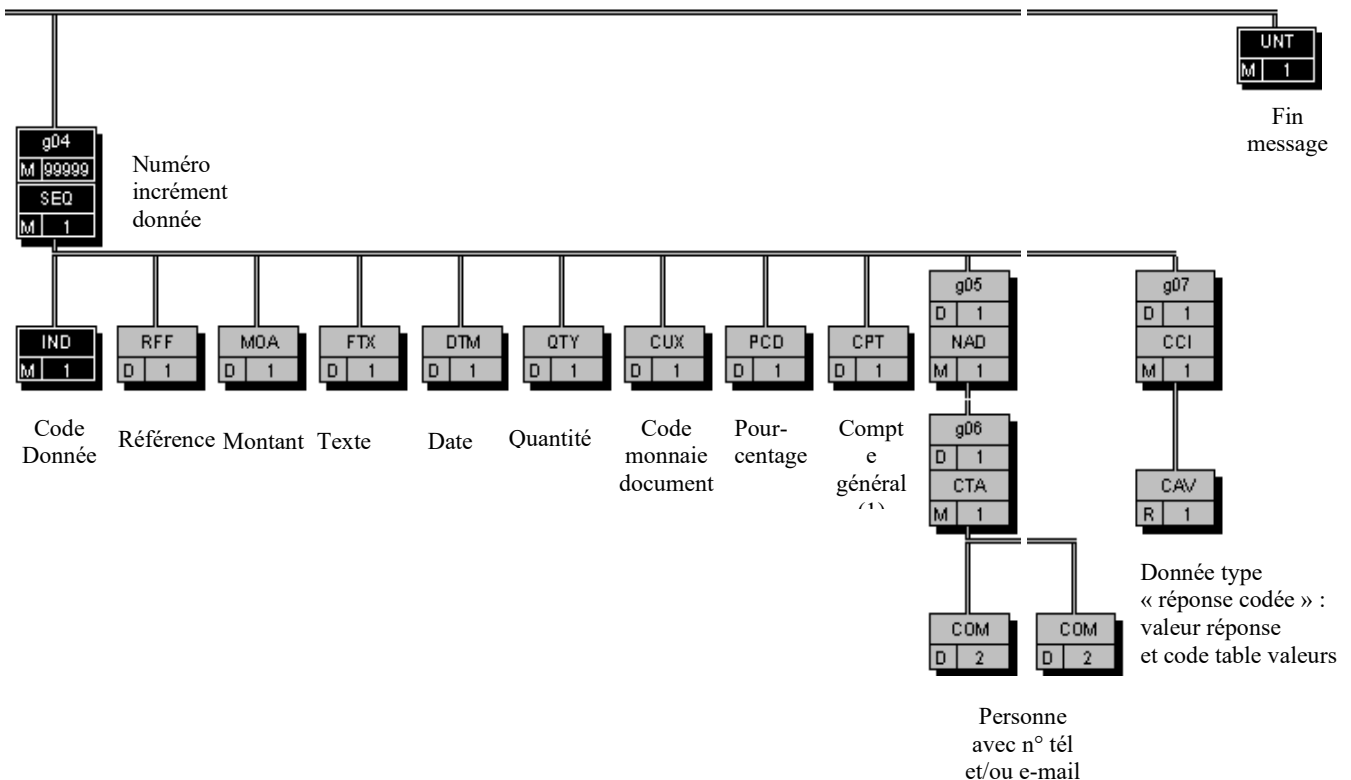 UNT
M 1
Fin
message
g04
M 99999
SEQ
M 1
Numéro
incrément
donnée
IND
M 1
Code
Donnée
RFF
D 1
Référence
MOA
D 1
Montant
FTX
D 1
Texte
DTM
D 1
Date
QTY
D 1
Quantité
CUX
D 1
Code
monnaie
document
PCD
D 1
Pour-
centage
CPT
D 1
Compt
e
général
(1)
g05
D 1
NAD
M 1
g06
D 1
CTA
M 1
COM
D 2
COM
D 2
Personne
avec n° tél
et/ou e-mail
g07
D 1
CCI
M 1
CAV
R 1
Donnée type
« réponse codée » :
valeur réponse
et code table valeurs